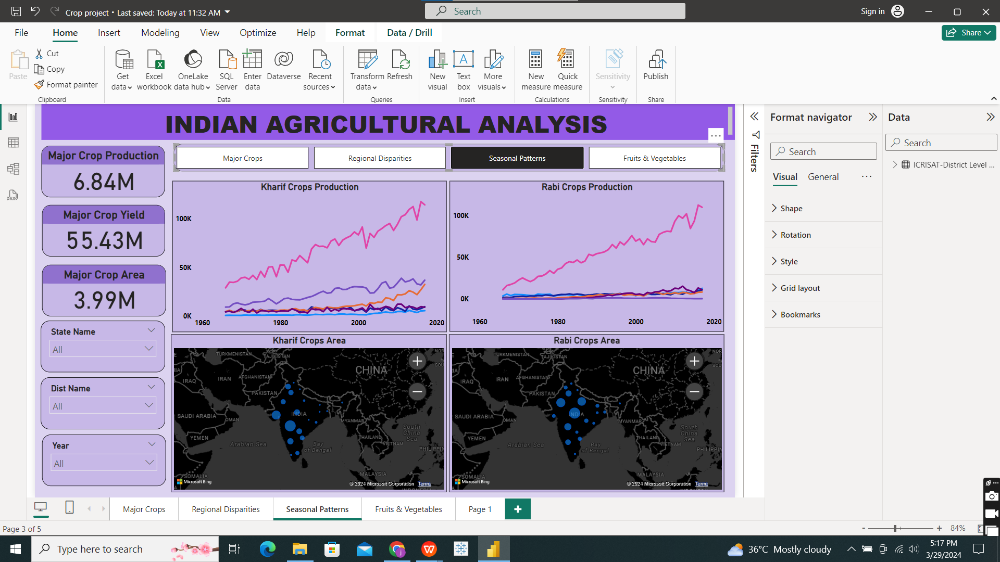 Crop project • Last saved: Today at 11:32 AM
Search
Sign in
File
Home
Insert
Modeling
View
Optimize
Help
Format
Data / Drill
Share
Paste
Cut
Copy
Format painter
Clipboard
Get data
Excel workbook
OneLake data hub
SQL Server
Enter data
Dataverse
Recent sources
Data
Transform data
Refresh
Queries
New visual
Text box
More visuals
Insert
New measure
Quick measure
Calculations
Sensitivity
Sensitivity
Publish
Share
INDIAN AGRICULTURAL ANALYSIS
Major Crop Production
6.84M
Major Crop Yield
55.43M
Major Crop Area
3.99M
State Name
All
Dist Name
All
Year
All
Major Crops
Regional Disparities
Seasonal Patterns
Fruits & Vegetables
Kharif Crops Production
100K
50K
0K
1960
1980
2000
2020
Rabi Crops Production
100K
50K
0K
1960
1980
2000
2020
Kharif Crops Area
TURKMENISTAN
TAJIKISTAN
CHINA
IRAQ
IRAN
AFGHANISTAN
PAKISTAN
SAUDI ARABIA
OMAN
INDIA
MYANMAR
YEMEN
Arabian Sea
Bay of Bengal
THAILAND
VIETNAM
South China Sea
PHILIPPIN
SOMALIA
MALAYSIA
Microsoft Bing
© 2024 Microsoft Corporation Terms
Rabi Crops Area
TURKMENISTAN
TAJIKISTAN
CHINA
IRAQ
IRAN
AFGHANISTAN
PAKISTAN
SAUDI ARABIA
OMAN
INDIA
MYANMAR
YEMEN
Arabian Sea
Bay of Bengal
THAILAND
VIETNAM
South China Sea
PHILIPPIN
SOMALIA
MALAYSIA
Microsoft Bing
© 2024 Microsoft Corporation Terms
Filters
Format navigator
Search
Visual
General
Shape
Rotation
Style
Grid layout
Bookmarks
Data
Search
ICRISAT-District Level ...
DAX
Major Crops
Regional Disparities
Seasonal Patterns
Fruits & Vegetables
Page 1
Page 3 of 5
84%
Type here to search
36°C Mostly cloudy
5:17 PM
3/29/2024